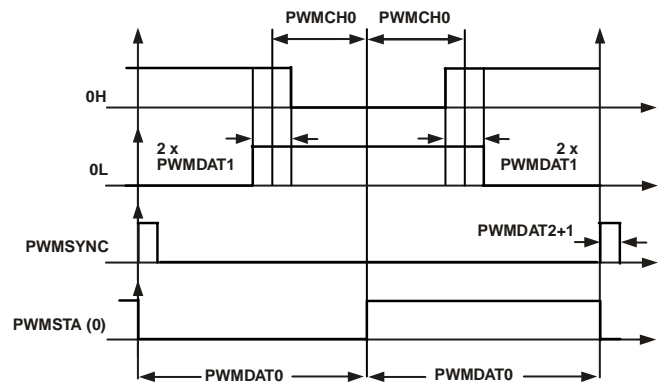 PWMCH0 PWMCH0
0H
2 x
PWMDAT1
2 x
PWMDAT1
0L
PWMSYNC
PWMDAT2+1
PWMSTA (0)
PWMDAT0 PWMDAT0